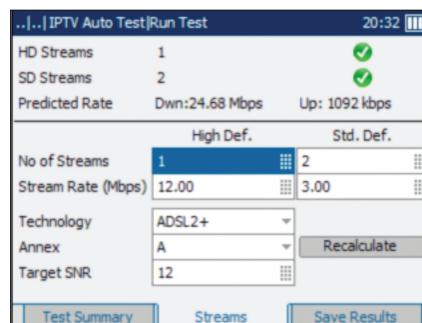 ..|..| IPTV Auto Test|Run Test 20:32
HD Streams 1
SD Streams 2
Predicted Rate Dwn:24.68 Mbps Up: 1092 kbps
High Def. Std. Def.
No of Streams 1 2
Stream Rate (Mbps) 12.00 3.00
Technology ADSL2+
Annex A Recalculate
Target SNR 12
Test Summary Streams Save Results